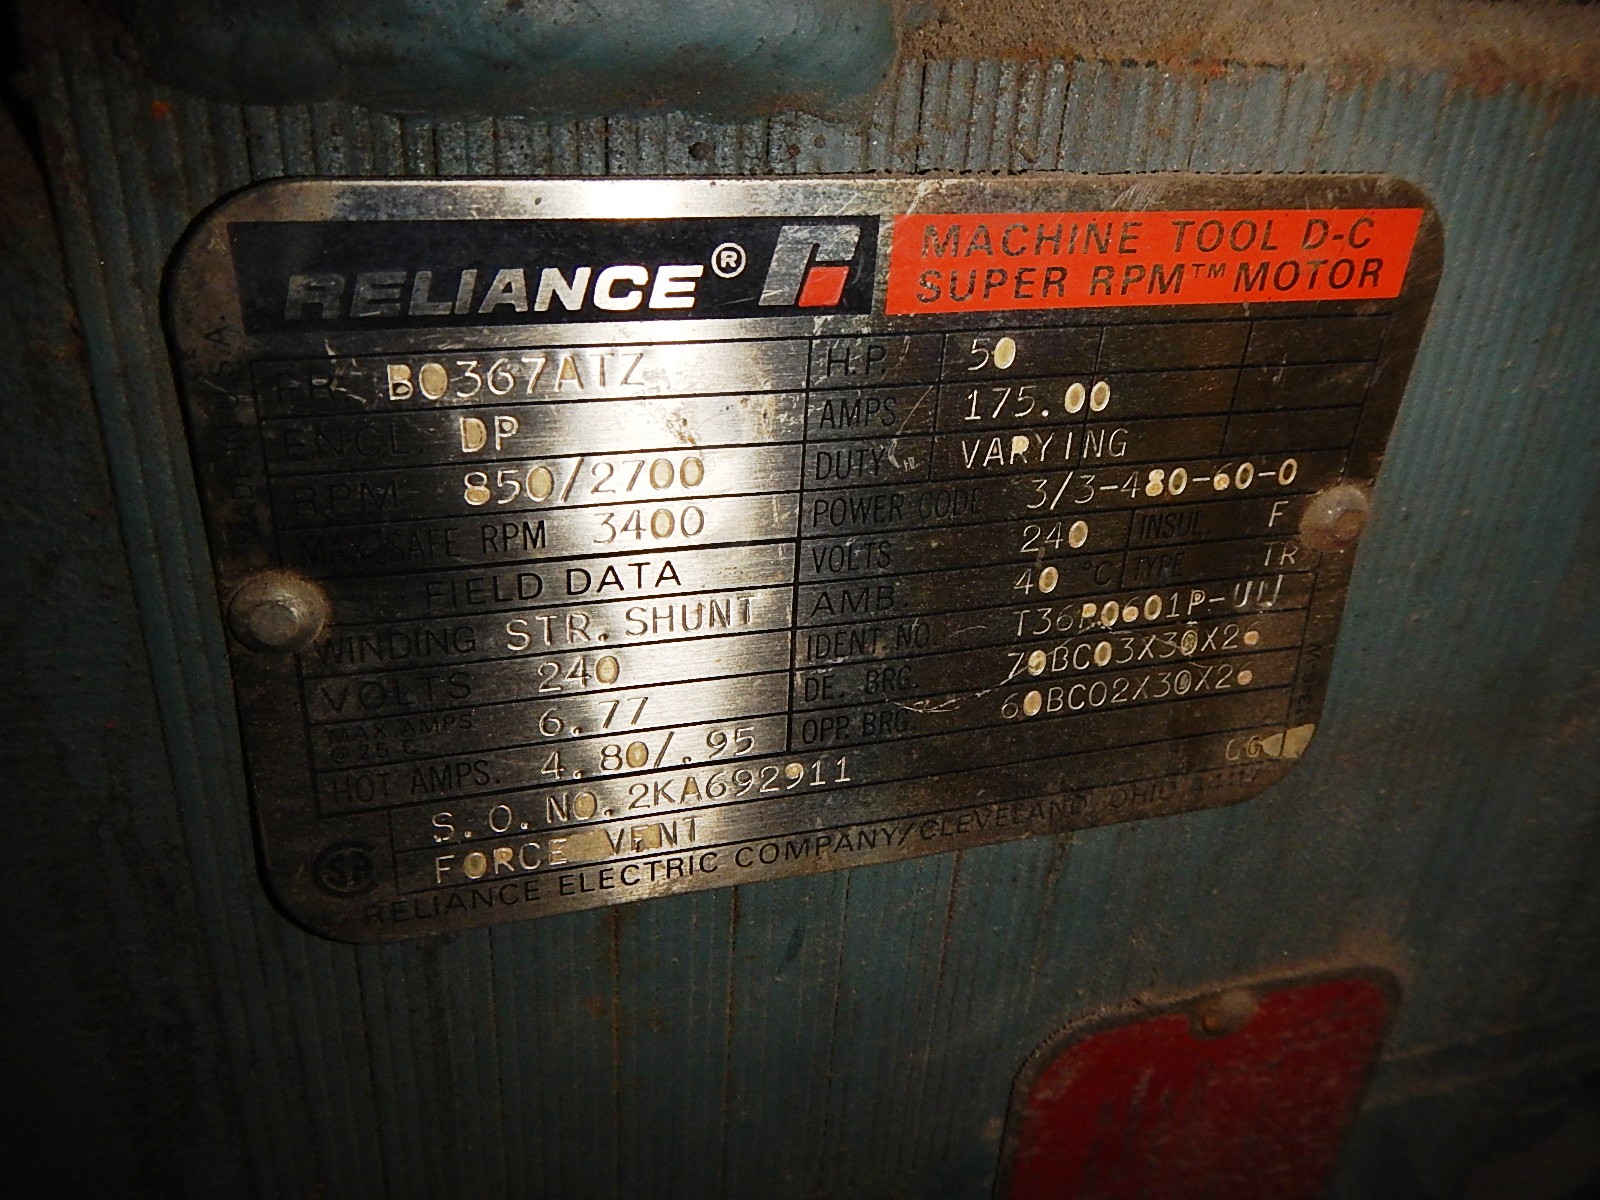 RELIANCE®
MACHINE TOOL D-C
SUPER RPM™ MOTOR
FR. B0367ATZ
H.P. 50
ENCL. DP
AMPS 175.00
RPM 850/2700
DUTY VARYING
MAX. SAFE RPM 3400
POWER CODE 3/3-480-60-0
FIELD DATA
VOLTS 240 INSUL F
WINDING STR. SHUNT
AMB. 40 °C TYPE TR
VOLTS 240
IDENT. NO.
MAX AMPS @ 25 C. 6.77
DE. BRG. 70BC03X30X26
HOT AMPS. 4.80/.95
OPP. BRG. 60BC02X30X26
S.O.NO.2KA692911
FORCE VENT
RELIANCE ELECTRIC COMPANY/CLEVELAND, OHIO